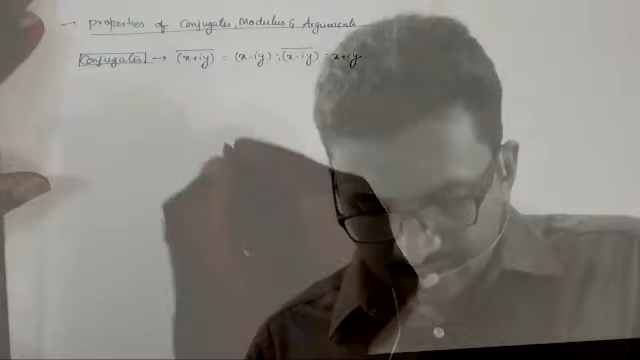 → properties of Conjugates, Modulus & Arguments
Conjugates → $\overline{(x+iy)}$ = (x-iy) ; $\overline{(x-iy)}$ = x+iy